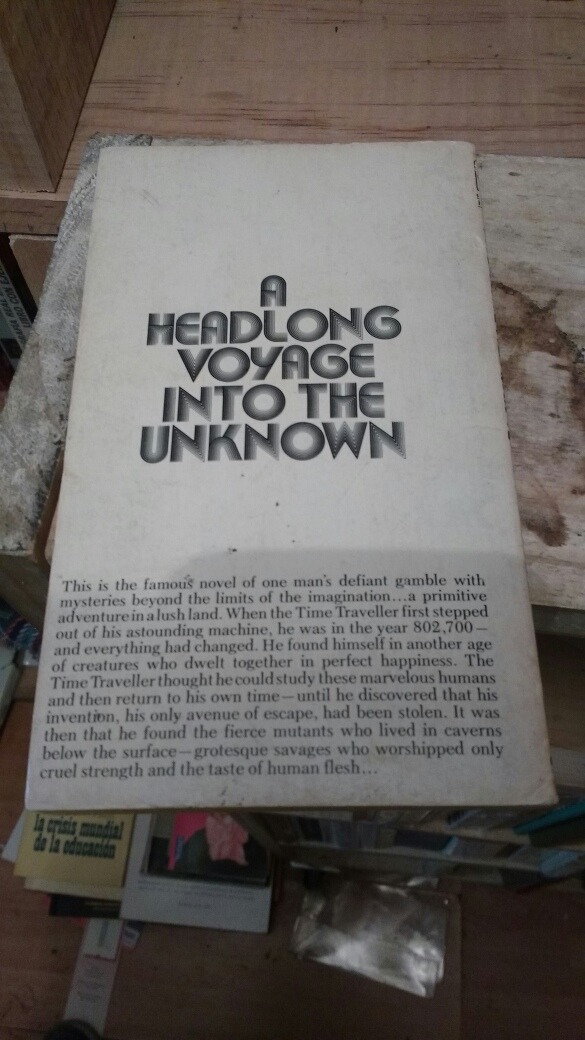 A
HEADLONG
VOYAGE
INTO THE
UNKNOWN
This is the famous novel of one man's defiant gamble with
mysteries beyond the limits of the imagination...a primitive
adventure in a lush land. When the Time Traveller first stepped
out of his astounding machine, he was in the year 802,700—
and everything had changed. He found himself in another age
of creatures who dwelt together in perfect happiness. The
Time Traveller thought he could study these marvelous humans
and then return to his own time—until he discovered that his
invention, his only avenue of escape, had been stolen. It was
then that he found the fierce mutants who lived in caverns
below the surface—grotesque savages who worshipped only
cruel strength and the taste of human flesh...
la crisis mundial
de la educación